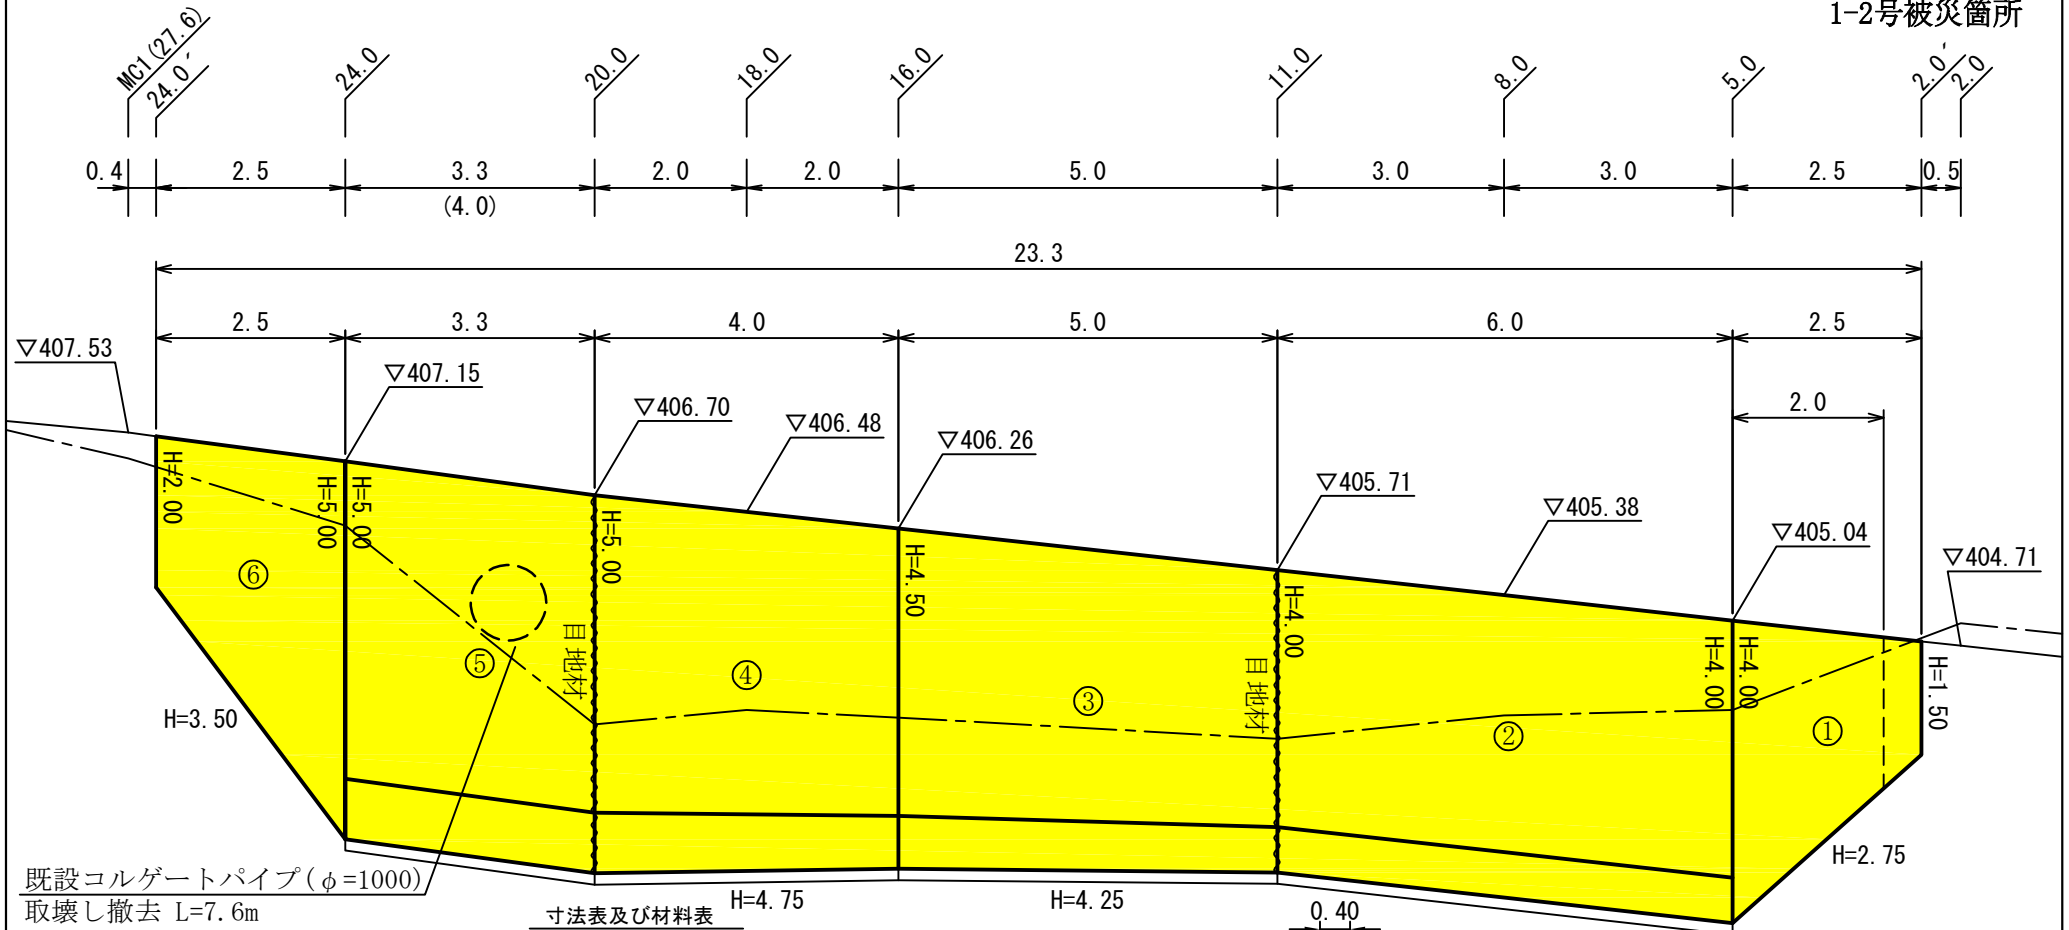 1-2号被災箇所
MC1(27.6)
24.0´
24.0
20.0
18.0
16.0
11.0
8.0
5.0
2.0´
2.0
0.4 2.5 3.3 2.0 2.0 5.0 3.0 3.0 2.5 0.5
(4.0)
23.3
2.5 3.3 4.0 5.0 6.0 2.5
▽407.53
▽407.15
▽406.70
▽406.48
▽406.26
▽405.71
▽405.38
▽405.04
▽404.71
2.0
H=2.00
H=5.00
H=5.00
H=5.00
H=4.50
H=4.00
H=4.00
H=4.00
H=1.50
目地材
目地材
⑥
⑤
④
③
②
①
H=3.50
H=2.75
H=4.75
H=4.25
既設コルゲートパイプ(φ=1000)
取壊し撤去 L=7.6m
寸法表及び材料表
0.40